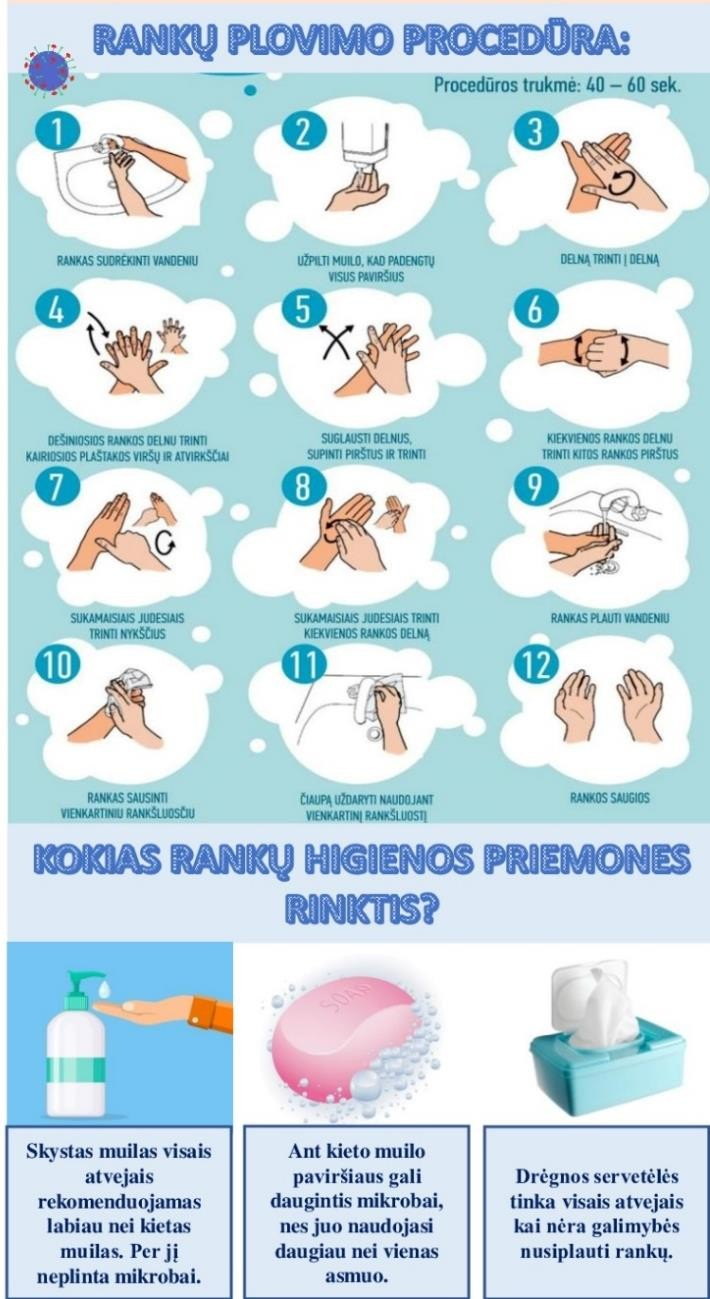 RANKŲ PLOVIMO PROCEDŪRA:
Procedūros trukmė: 40 – 60 sek.
1
RANKAS SUDRĖKINTI VANDENIU
2
UŽPILTI MUILO, KAD PADENGTŲ
VISUS PAVIRŠIUS
3
DELNĄ TRINTI Į DELNĄ
4
DEŠINIOSIOS RANKOS DELNU TRINTI
KAIRIOSIOS PLAŠTAKOS VIRŠŲ IR ATVIRKŠČIAI
5
SUGLAUSTI DELNUS,
SUPINTI PIRŠTUS IR TRINTI
6
KIEKVIENOS RANKOS DELNU
TRINTI KITOS RANKOS PIRŠTUS
7
SUKAMAISIAIS JUDESIAIS
TRINTI NYKŠČIUS
8
SUKAMAISIAIS JUDESIAIS TRINTI
KIEKVIENOS RANKOS DELNĄ
9
RANKAS PLAUTI VANDENIU
10
RANKAS SAUSINTI
VIENKARTINIU RANKŠLUOSČIU
11
ČIAUPĄ UŽDARYTI NAUDOJANT
VIENKARTINĮ RANKŠLUOSTĮ
12
RANKOS SAUGIOS
KOKIAS RANKŲ HIGIENOS PRIEMONES
RINKTIS?
SOAP
Skystas muilas visais
atvejais
rekomenduojamas
labiau nei kietas
muilas. Per jį
neplinta mikrobai.
Ant kieto muilo
paviršiaus gali
daugintis mikrobai,
nes juo naudojasi
daugiau nei vienas
asmuo.
Drėgnos servetėlės
tinka visais atvejais
kai nėra galimybės
nusiplauti rankų.